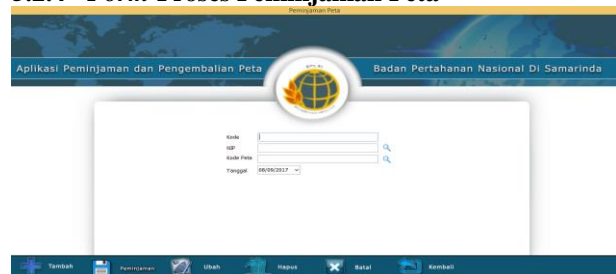 Peminjaman Peta
Aplikasi Peminjaman dan Pengembalian Peta
Badan Pertahanan Nasional Di Samarinda
Kode
NIP
Kode Peta
Tanggal 08/09/2017
Tambah Peminjaman Ubah Hapus Batal Kembali